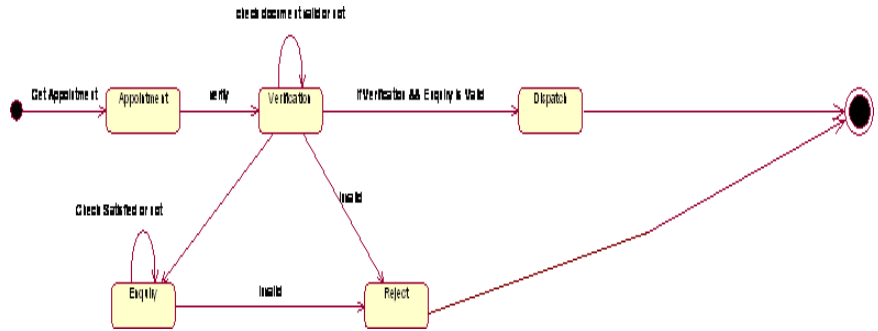 check document valid or not
Get Appointment
Appointment
verify
Verification
If Verification && Enquiry is Valid
Dispatch
Invalid
Check Satisfied or not
Enquiry
Invalid
Reject